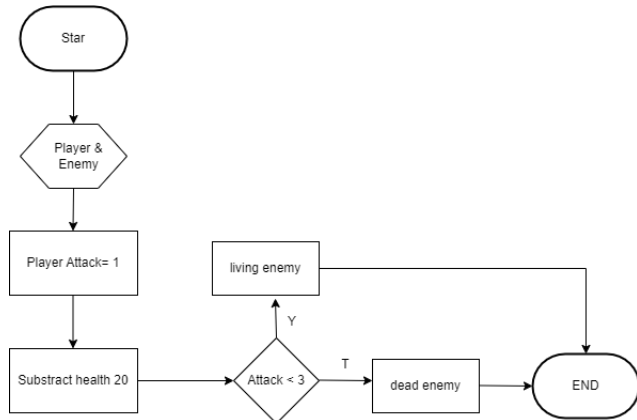 Star
Player &
Enemy
Player Attack= 1
living enemy
Y
T
Substract health 20
Attack < 3
dead enemy
END